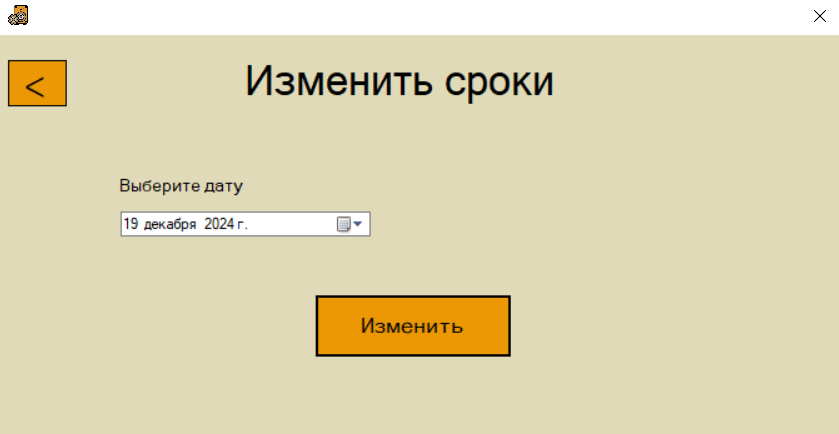 <
Изменить сроки
Выберите дату
19 декабря 2024 г.
Изменить